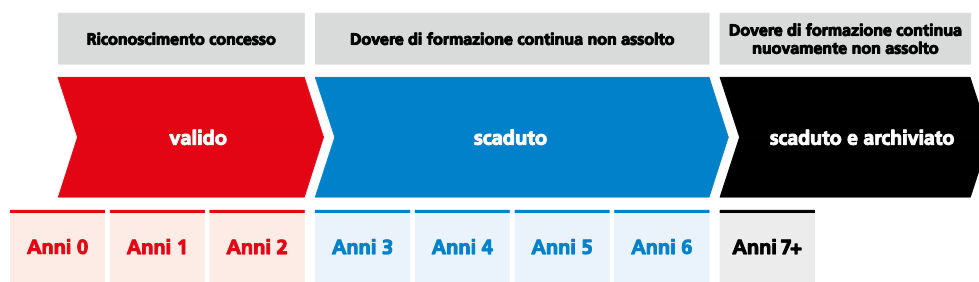 Riconoscimento concesso
Dovere di formazione continua non assolto
Dovere di formazione continua
nuovamente non assolto
valido
scaduto
scaduto e archiviato
Anni 0
Anni 1
Anni 2
Anni 3
Anni 4
Anni 5
Anni 6
Anni 7+